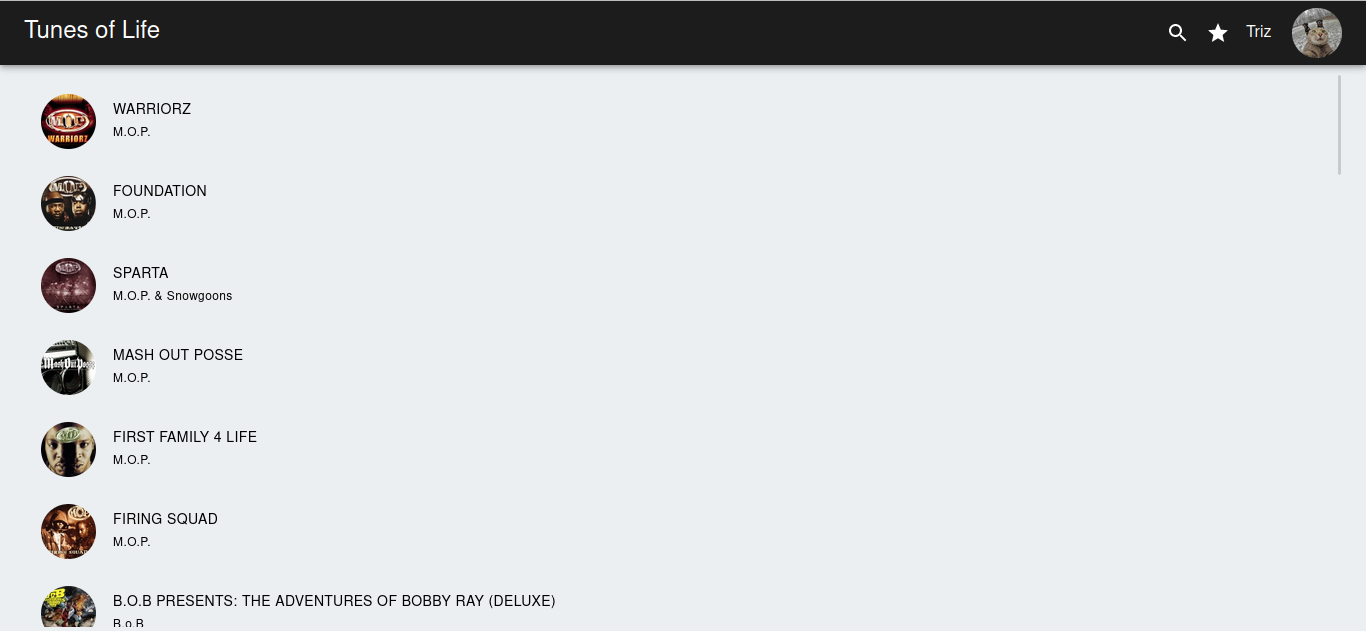 Tunes of Life
Triz
WARRIORZ
M.O.P.
FOUNDATION
M.O.P.
SPARTA
M.O.P. & Snowgoons
MASH OUT POSSE
M.O.P.
FIRST FAMILY 4 LIFE
M.O.P.
FIRING SQUAD
M.O.P.
B.O.B PRESENTS: THE ADVENTURES OF BOBBY RAY (DELUXE)
B.o.B
M.O.P
WARRIORZ